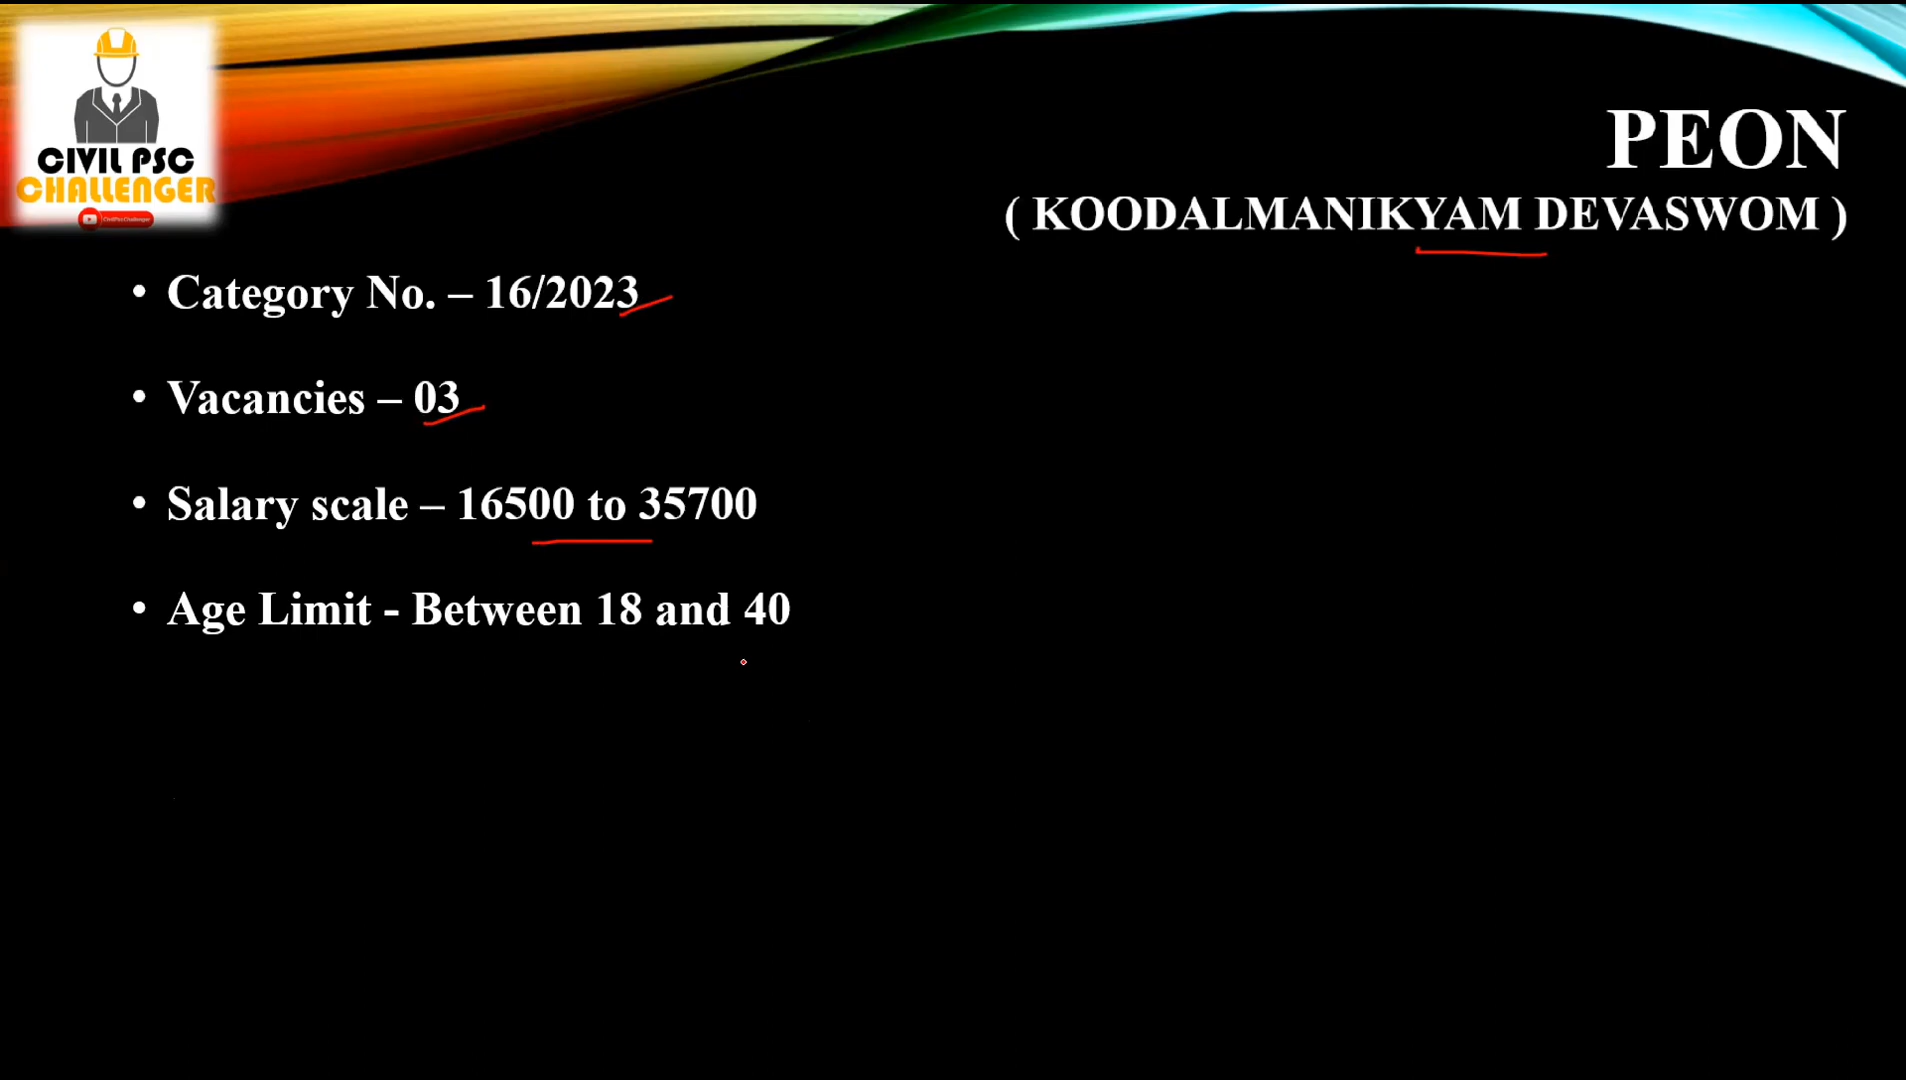 CIVIL PSC
CHALLENGER
CivilPscChallenger
PEON
( KOODALMANIKYAM DEVASWOM )
• Category No. – 16/2023
• Vacancies – 03
• Salary scale – 16500 to 35700
• Age Limit - Between 18 and 40